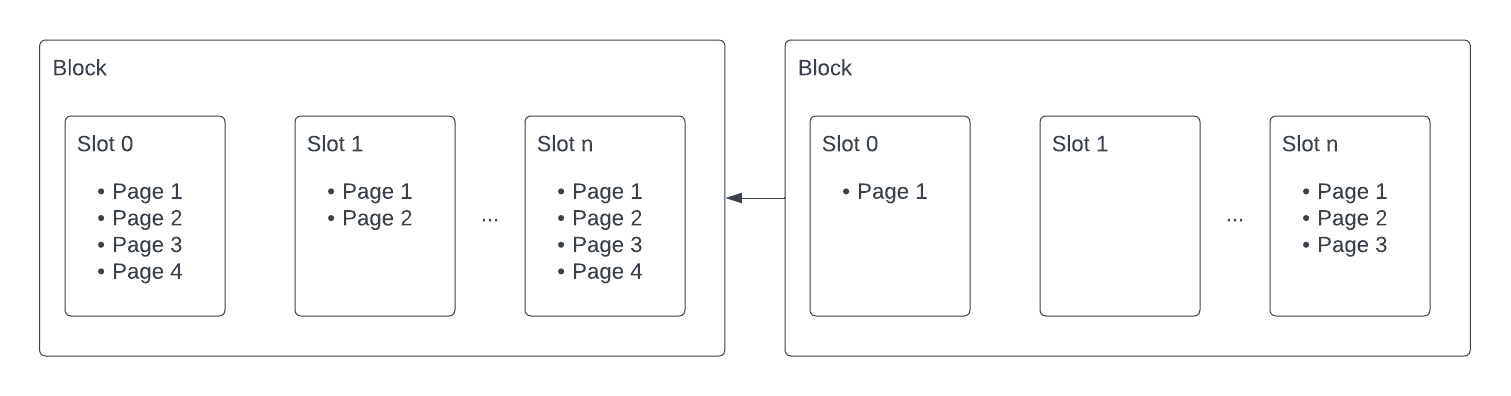 Block
Slot 0
• Page 1
• Page 2
• Page 3
• Page 4
Slot 1
• Page 1
• Page 2
...
Slot n
• Page 1
• Page 2
• Page 3
• Page 4
Block
Slot 0
• Page 1
Slot 1
...
Slot n
• Page 1
• Page 2
• Page 3